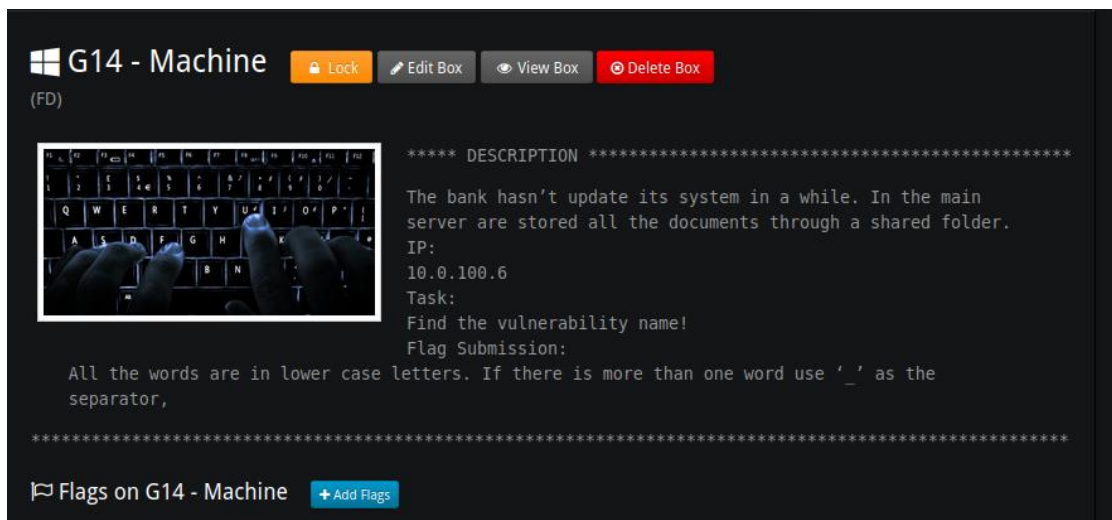 G14 - Machine Lock Edit Box View Box Delete Box
(FD)
***** DESCRIPTION ************************************************
The bank hasn’t update its system in a while. In the main
server are stored all the documents through a shared folder.
IP:
10.0.100.6
Task:
Find the vulnerability name!
Flag Submission:
All the words are in lower case letters. If there is more than one word use ‘_’ as the
separator,
*******************************************************************************************************
Flags on G14 - Machine + Add Flags